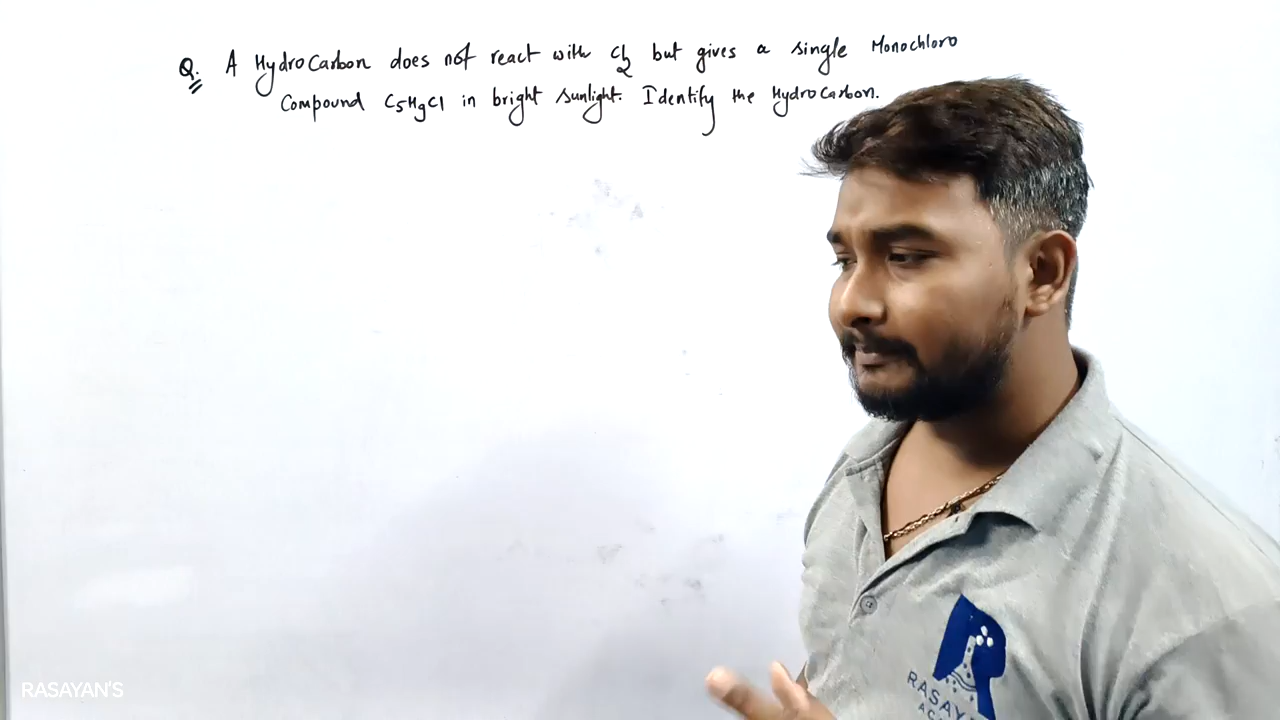 Q. A HydroCarbon does not react with Cl2 but gives a single Monochloro
Compound C5H9Cl in bright sunlight. Identify the HydroCarbon.
RASAYAN'S
RASAY